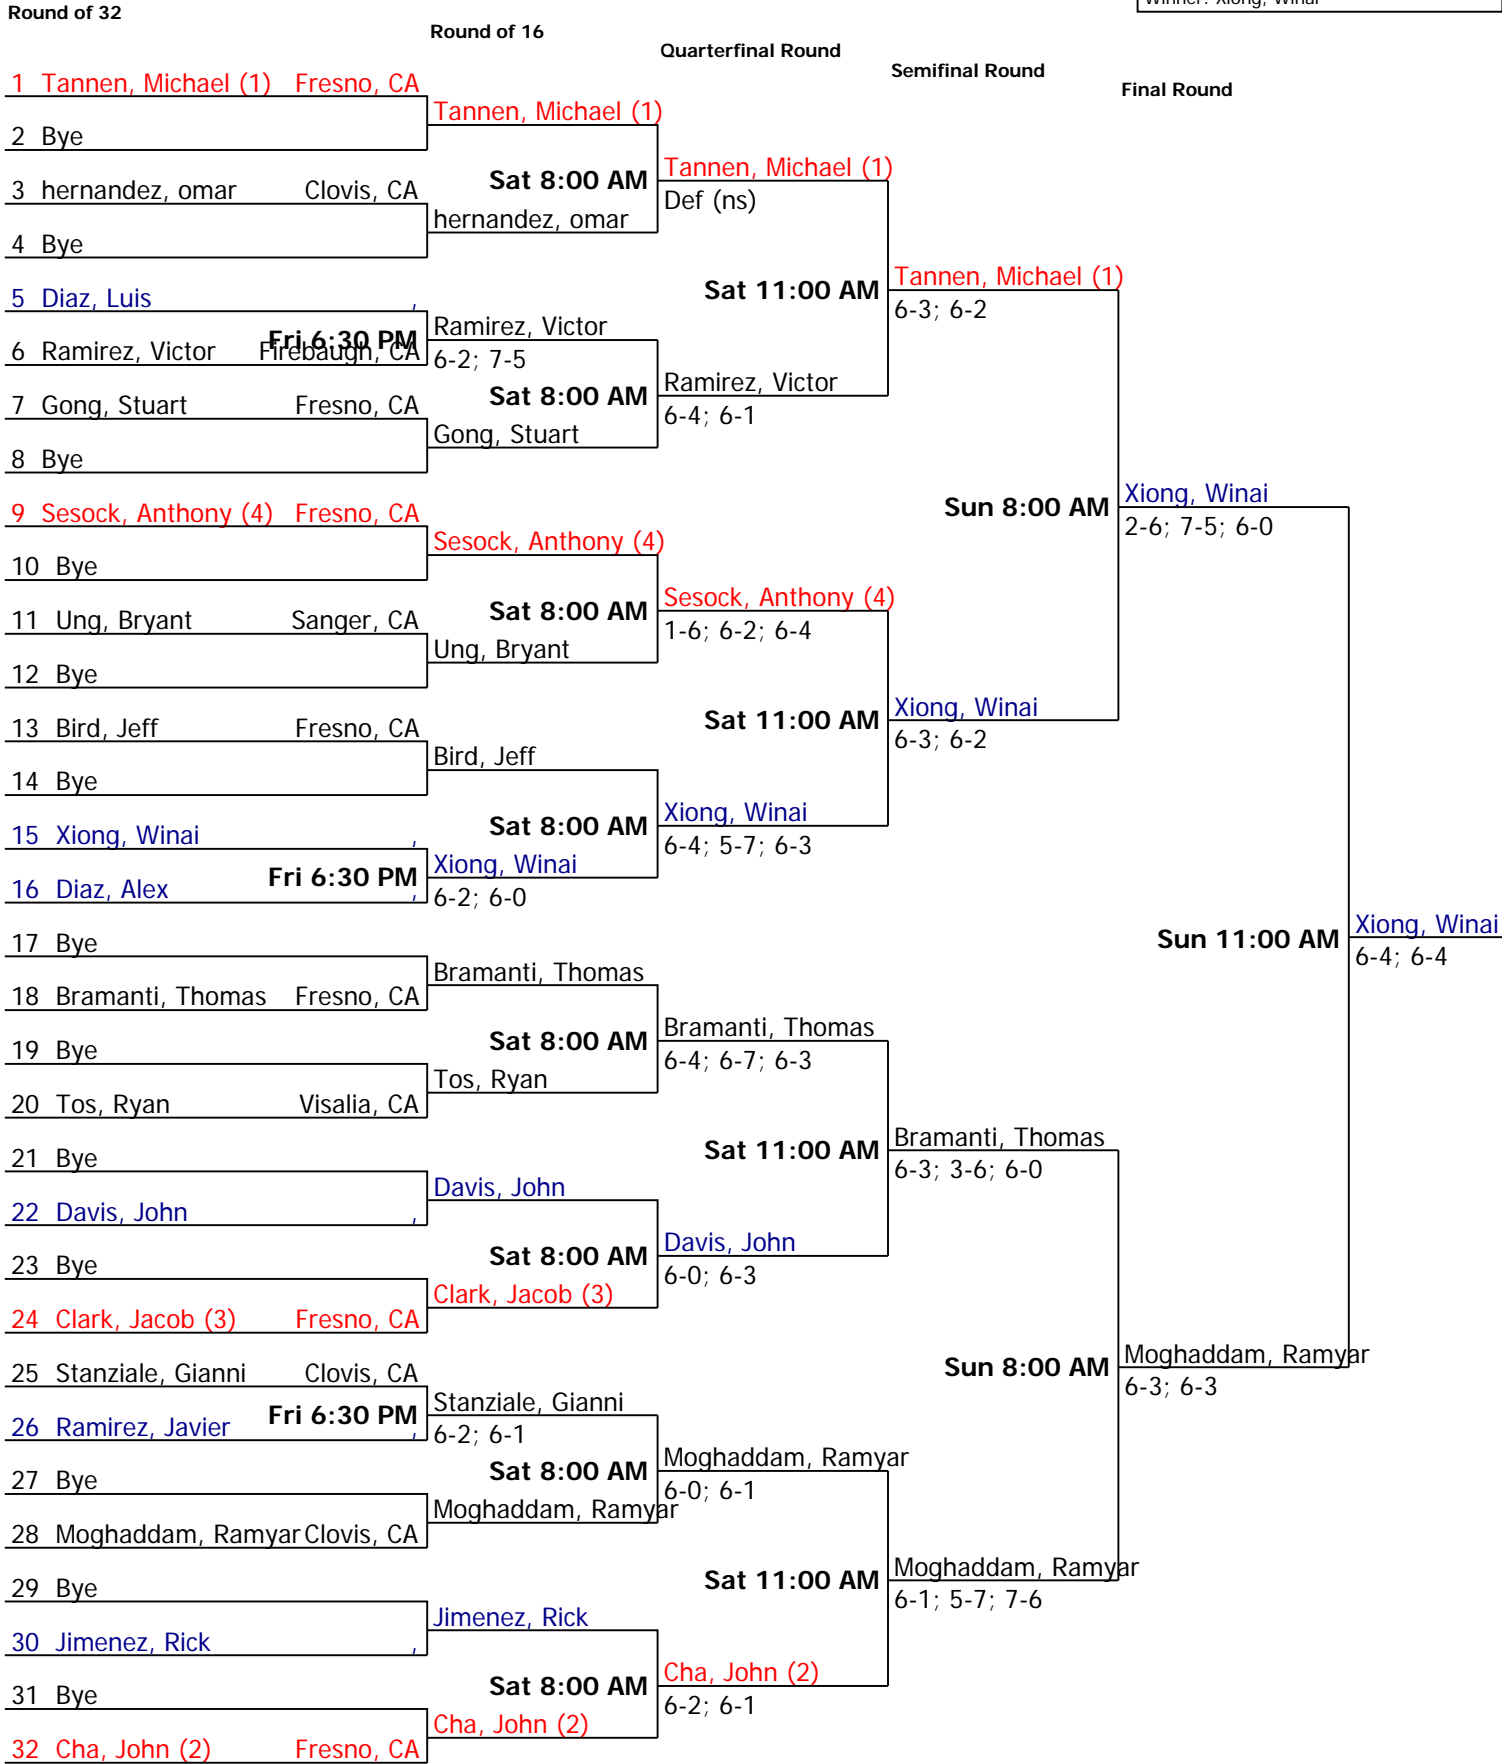 Winner: Xiong, Winai
Round of 32
Round of 16
Quarterfinal Round
Semifinal Round
Final Round
1 Tannen, Michael (1) Fresno, CA
2 Bye
3 hernandez, omar Clovis, CA
4 Bye
5 Diaz, Luis ,
Fri 6:30 PM
6 Ramirez, Victor Firebaugh, CA
7 Gong, Stuart Fresno, CA
8 Bye
9 Sesock, Anthony (4) Fresno, CA
10 Bye
11 Ung, Bryant Sanger, CA
12 Bye
13 Bird, Jeff Fresno, CA
14 Bye
15 Xiong, Winai ,
Fri 6:30 PM
16 Diaz, Alex ,
17 Bye
18 Bramanti, Thomas Fresno, CA
19 Bye
20 Tos, Ryan Visalia, CA
21 Bye
22 Davis, John ,
23 Bye
24 Clark, Jacob (3) Fresno, CA
25 Stanziale, Gianni Clovis, CA
Fri 6:30 PM
26 Ramirez, Javier ,
27 Bye
28 Moghaddam, Ramyar Clovis, CA
29 Bye
30 Jimenez, Rick ,
31 Bye
32 Cha, John (2) Fresno, CA
Tannen, Michael (1)
Sat 8:00 AM
hernandez, omar
Ramirez, Victor
6-2; 7-5
Sat 8:00 AM
Gong, Stuart
Sesock, Anthony (4)
Sat 8:00 AM
Ung, Bryant
Bird, Jeff
Sat 8:00 AM
Xiong, Winai
6-2; 6-0
Bramanti, Thomas
Sat 8:00 AM
Tos, Ryan
Davis, John
Sat 8:00 AM
Clark, Jacob (3)
Stanziale, Gianni
6-2; 6-1
Sat 8:00 AM
Moghaddam, Ramyar
Jimenez, Rick
Sat 8:00 AM
Cha, John (2)
Tannen, Michael (1)
Def (ns)
Sat 11:00 AM
Ramirez, Victor
6-4; 6-1
Sesock, Anthony (4)
1-6; 6-2; 6-4
Sat 11:00 AM
Xiong, Winai
6-4; 5-7; 6-3
Bramanti, Thomas
6-4; 6-7; 6-3
Sat 11:00 AM
Davis, John
6-0; 6-3
Moghaddam, Ramyar
6-0; 6-1
Sat 11:00 AM
Cha, John (2)
6-2; 6-1
Tannen, Michael (1)
6-3; 6-2
Sun 8:00 AM
Xiong, Winai
6-3; 6-2
Bramanti, Thomas
6-3; 3-6; 6-0
Sun 8:00 AM
Moghaddam, Ramyar
6-1; 5-7; 7-6
Xiong, Winai
2-6; 7-5; 6-0
Sun 11:00 AM
Moghaddam, Ramyar
6-3; 6-3
Xiong, Winai
6-4; 6-4